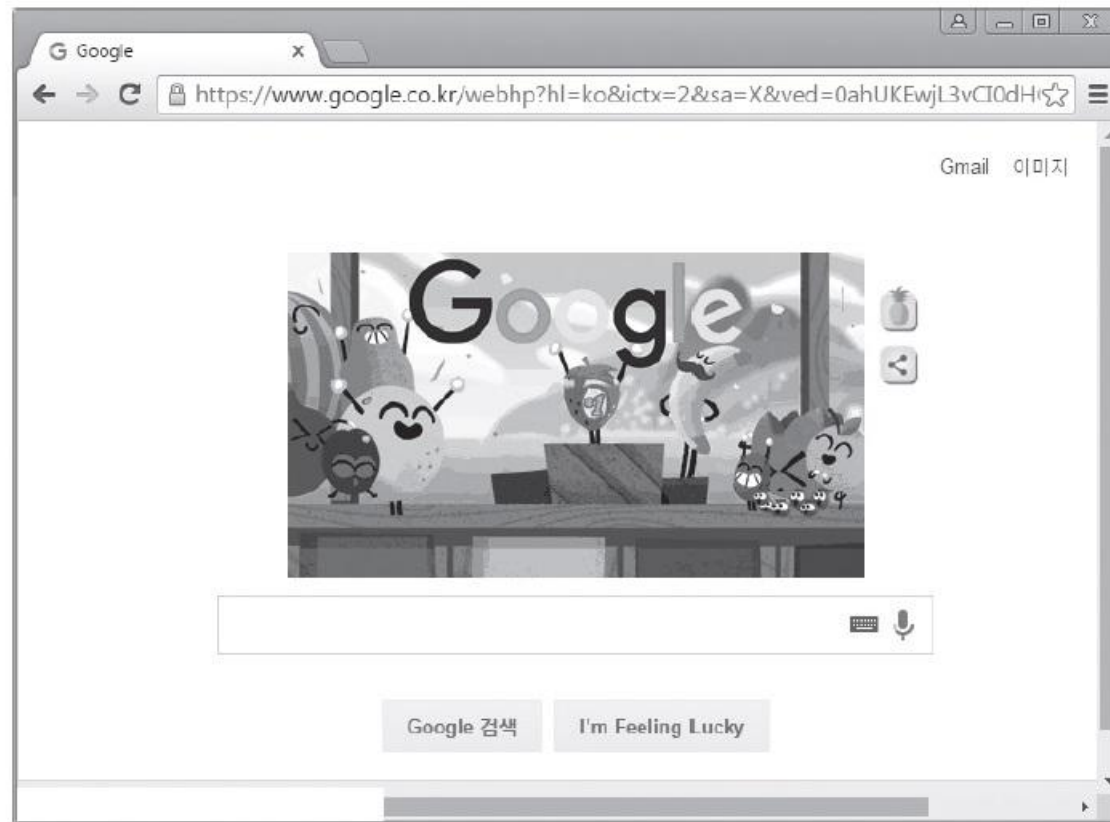 Google
https://www.google.co.kr/webhp?hl=ko&ictx=2&sa=X&ved=0ahUKEwjL3vCI0dH
Gmail 이미지
Google
Google 검색 I'm Feeling Lucky